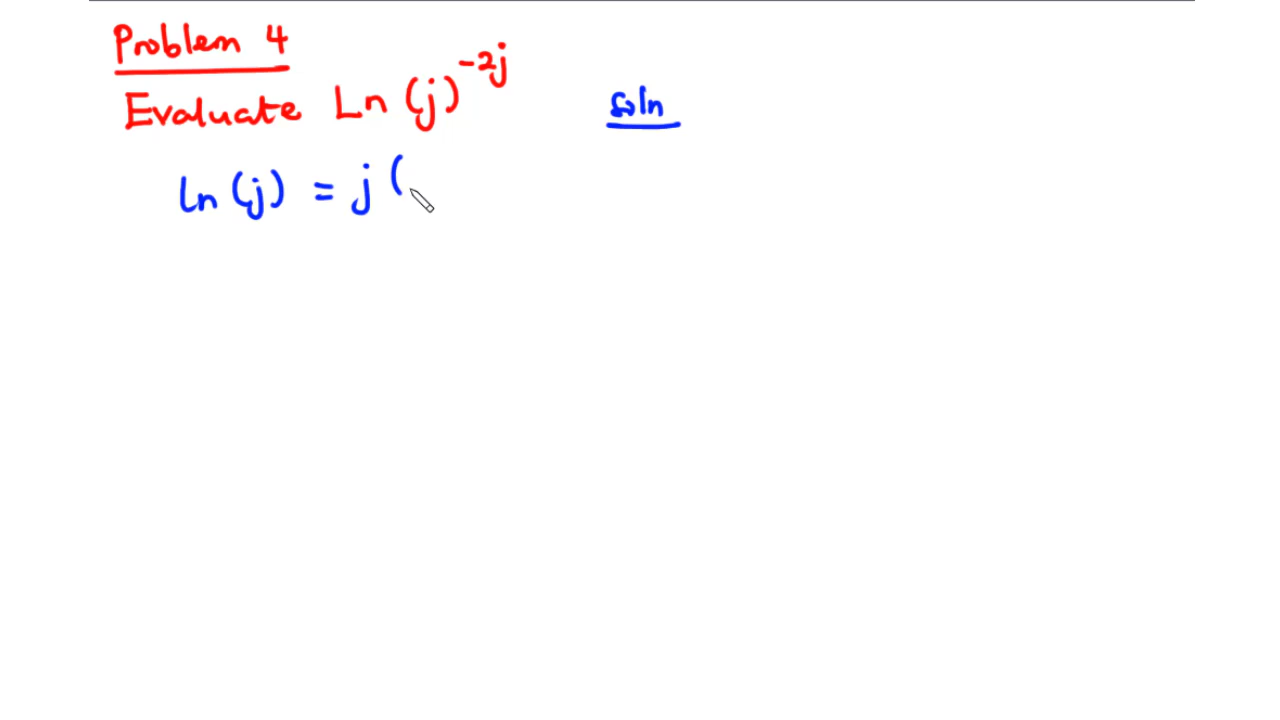 Problem 4
Evaluate Ln (j)^{-2j}
soln
ln (j) = j (